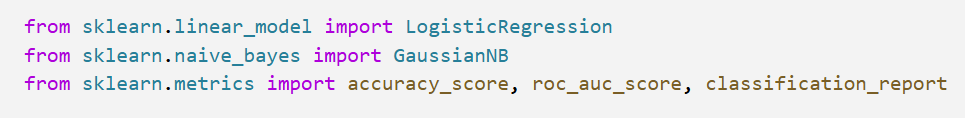 from sklearn.linear_model import LogisticRegression
from sklearn.naive_bayes import GaussianNB
from sklearn.metrics import accuracy_score, roc_auc_score, classification_report